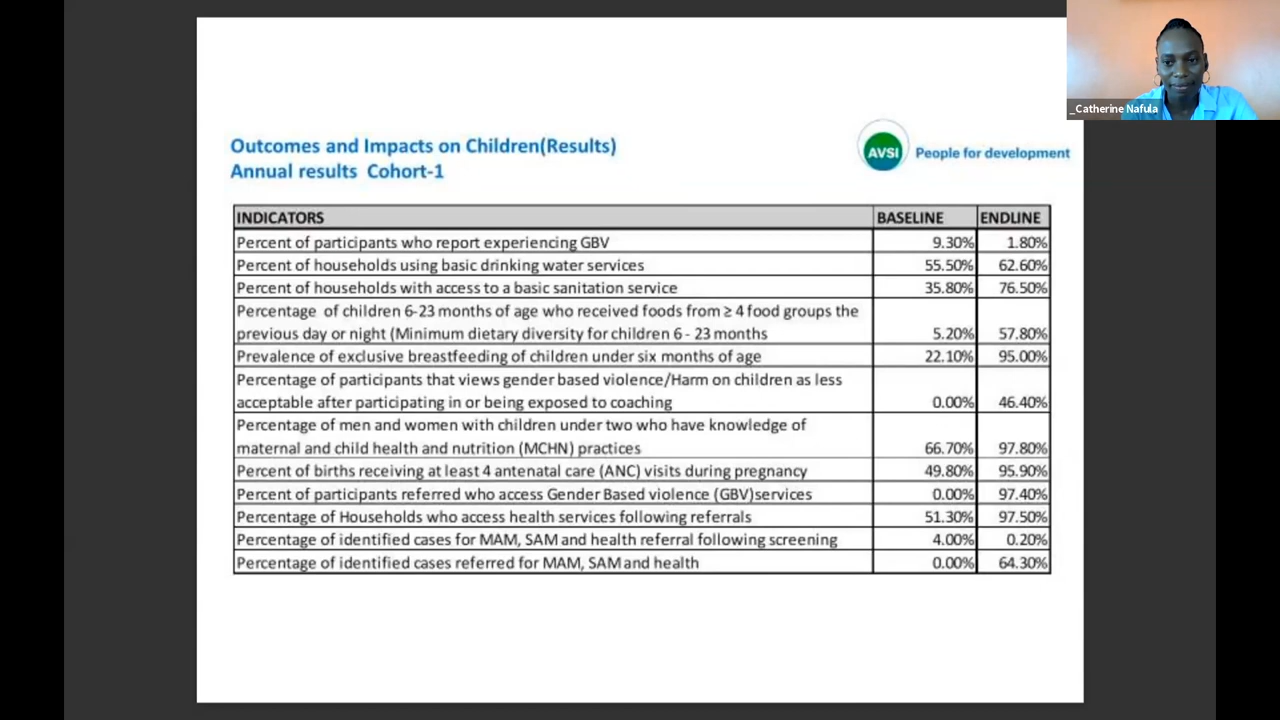 _Catherine Nafula
Outcomes and Impacts on Children(Results)
Annual results Cohort-1
AVSI
People for development
INDICATORS BASELINE ENDLINE
Percent of participants who report experiencing GBV 9.30% 1.80%
Percent of households using basic drinking water services 55.50% 62.60%
Percent of households with access to a basic sanitation service 35.80% 76.50%
Percentage of children 6-23 months of age who received foods from ≥ 4 food groups the
previous day or night (Minimum dietary diversity for children 6 - 23 months 5.20% 57.80%
Prevalence of exclusive breastfeeding of children under six months of age 22.10% 95.00%
Percentage of participants that views gender based violence/Harm on children as less
acceptable after participating in or being exposed to coaching 0.00% 46.40%
Percentage of men and women with children under two who have knowledge of
maternal and child health and nutrition (MCHN) practices 66.70% 97.80%
Percent of births receiving at least 4 antenatal care (ANC) visits during pregnancy 49.80% 95.90%
Percent of participants referred who access Gender Based violence (GBV)services 0.00% 97.40%
Percentage of Households who access health services following referrals 51.30% 97.50%
Percentage of identified cases for MAM, SAM and health referral following screening 4.00% 0.20%
Percentage of identified cases referred for MAM, SAM and health 0.00% 64.30%